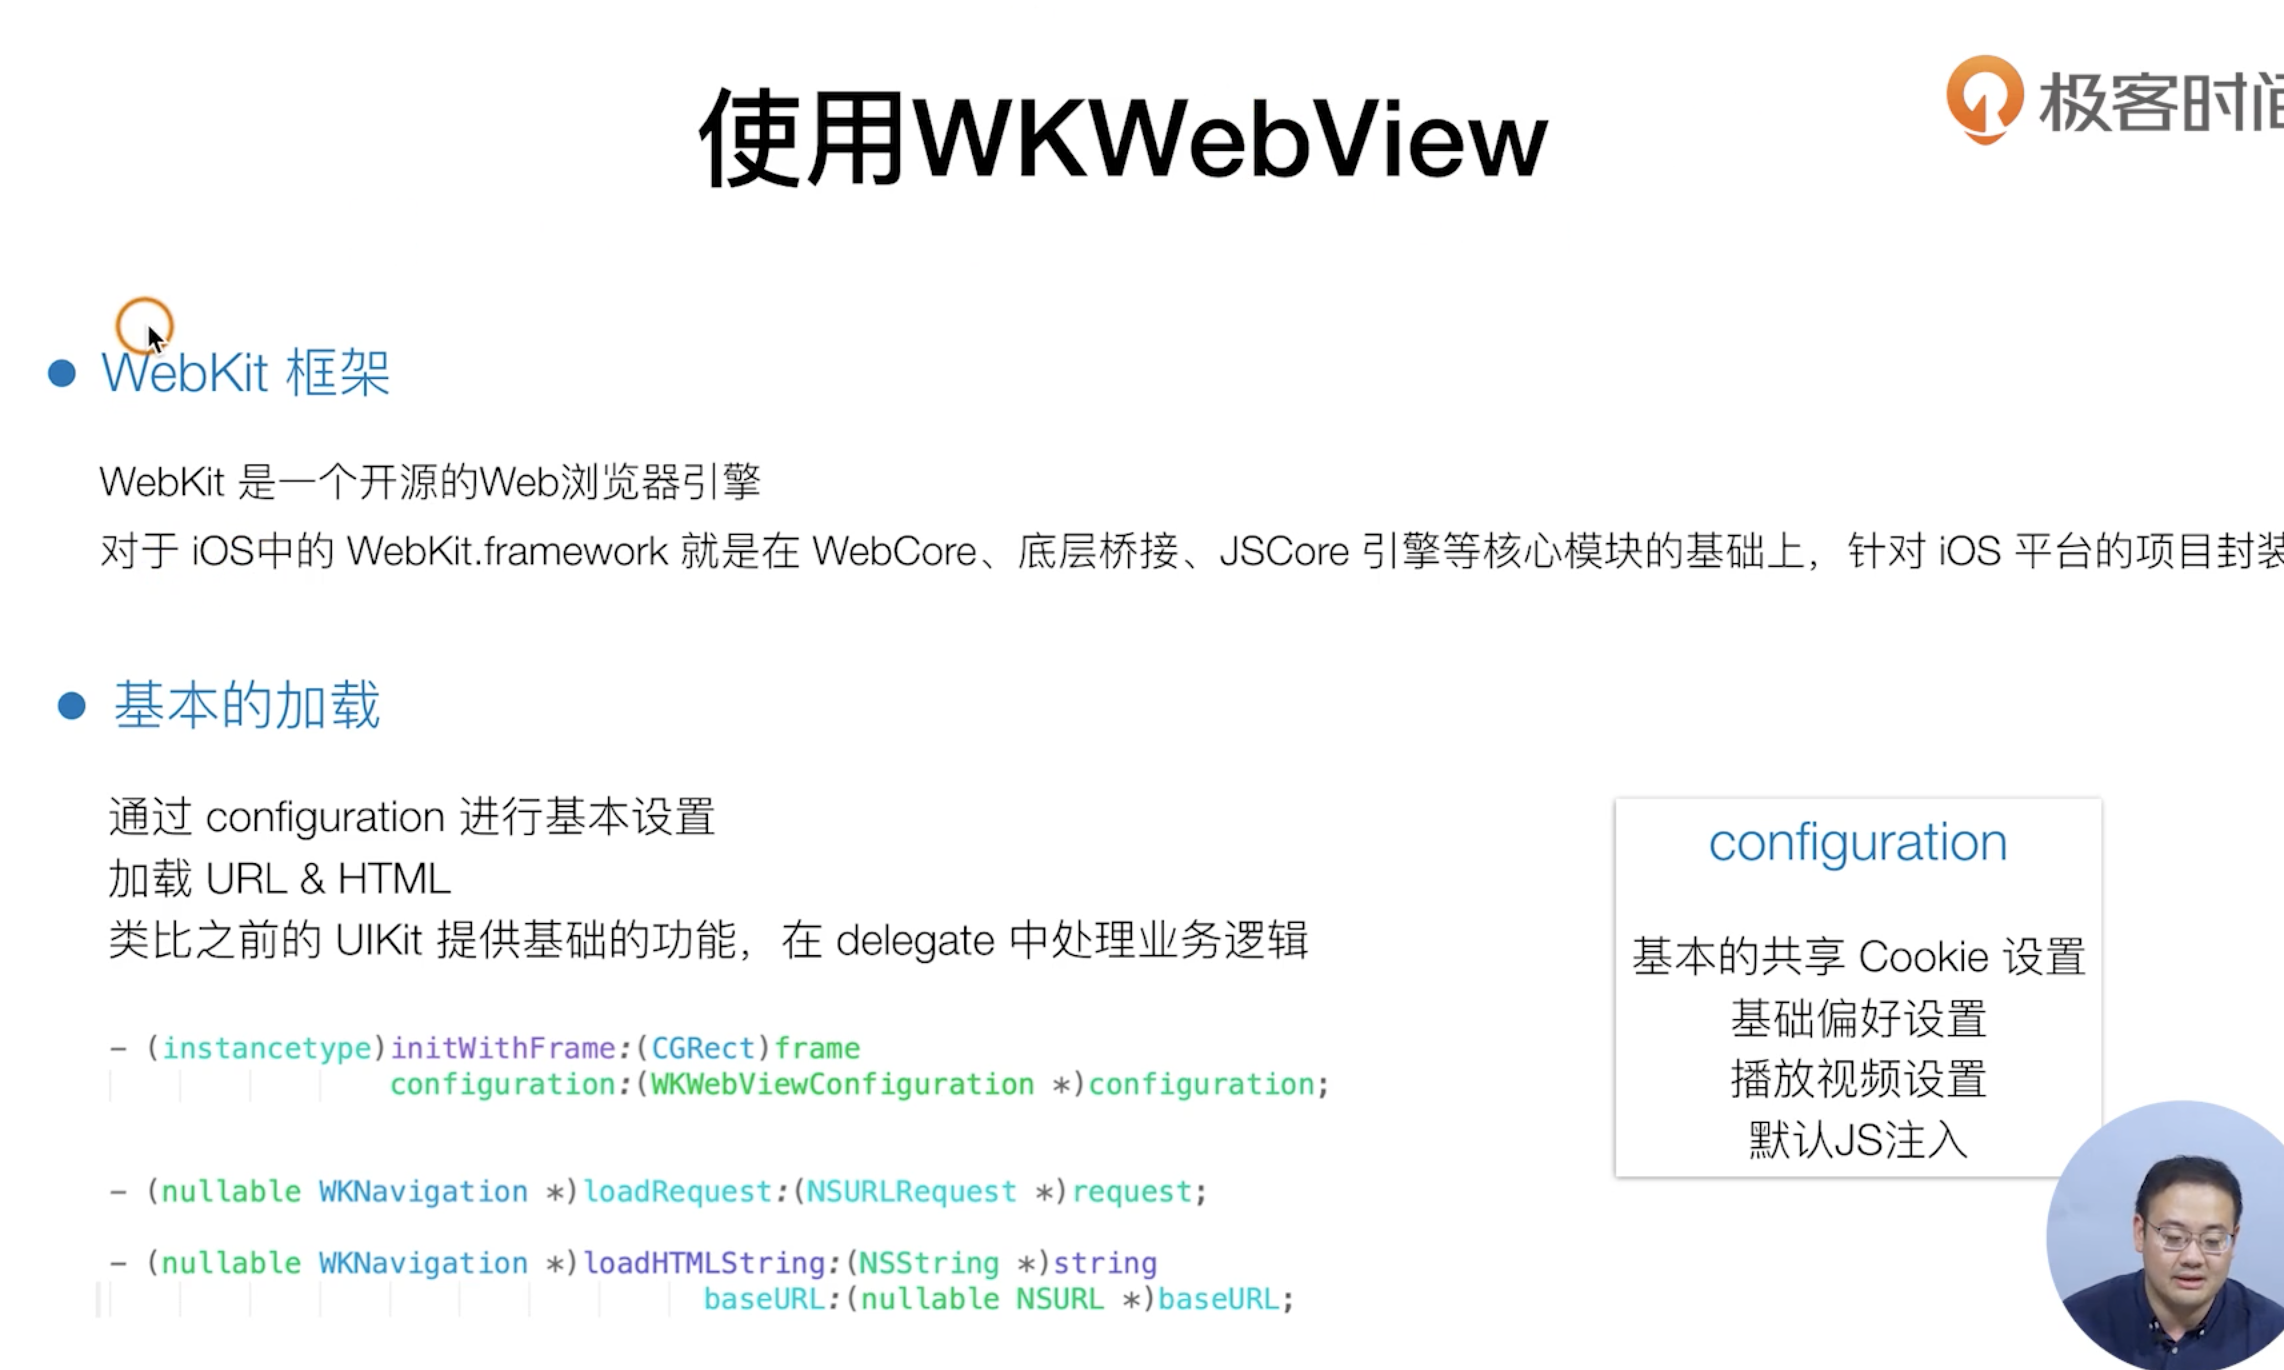 使用WKWebView
极客时间
WebKit 框架
WebKit 是一个开源的Web浏览器引擎
对于 iOS中的 WebKit.framework 就是在 WebCore、底层桥接、JSCore 引擎等核心模块的基础上，针对 iOS 平台的项目封装
基本的加载
通过 configuration 进行基本设置
加载 URL & HTML
类比之前的 UIKit 提供基础的功能，在 delegate 中处理业务逻辑
- (instancetype)initWithFrame:(CGRect)frame
configuration:(WKWebViewConfiguration *)configuration;
- (nullable WKNavigation *)loadRequest:(NSURLRequest *)request;
- (nullable WKNavigation *)loadHTMLString:(NSString *)string
baseURL:(nullable NSURL *)baseURL;
configuration
基本的共享 Cookie 设置
基础偏好设置
播放视频设置
默认JS注入